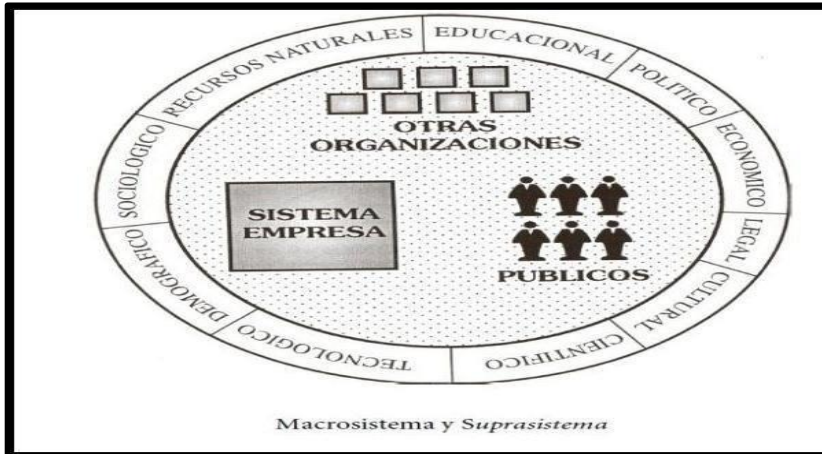 RECURSOS NATURALES
EDUCACIONAL
POLITICO
ECONOMICO
LEGAL
CULTURAL
CIENTIFICO
TECNOLOGICO
DEMOGRAFICO
SOCIOLOGICO
OTRAS
ORGANIZACIONES
SISTEMA
EMPRESA
PUBLICOS
Macrosistema y Suprasistema